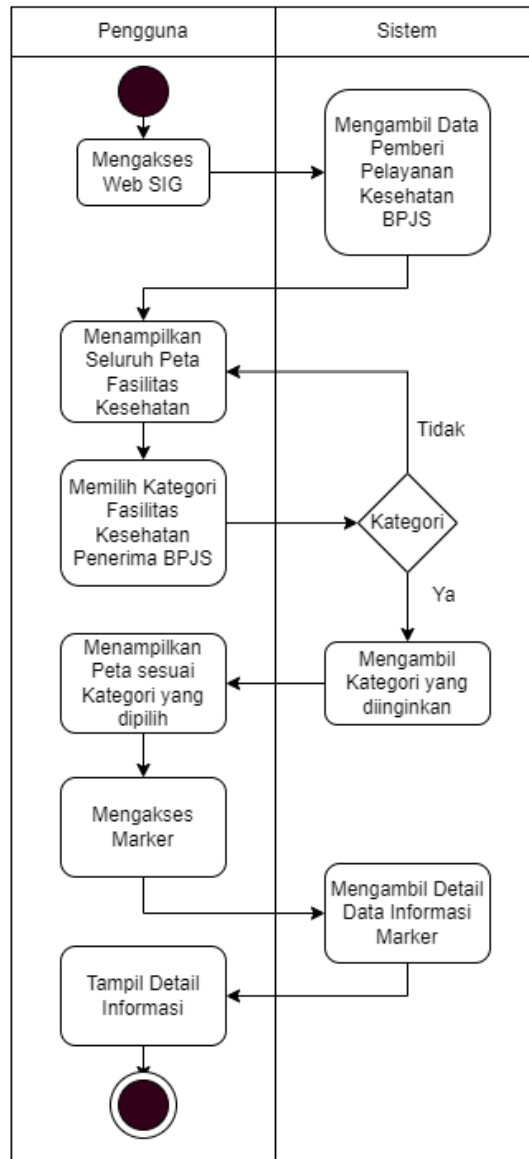 Pengguna
Sistem
Mengakses
Web SIG
Mengambil Data
Pemberi
Pelayanan
Kesehatan
BPJS
Menampilkan
Seluruh Peta
Fasilitas
Kesehatan
Memilih Kategori
Fasilitas
Kesehatan
Penerima BPJS
Tidak
Kategori
Ya
Mengambil
Kategori yang
diinginkan
Menampilkan
Peta sesuai
Kategori yang
dipilih
Mengakses
Marker
Mengambil Detail
Data Informasi
Marker
Tampil Detail
Informasi